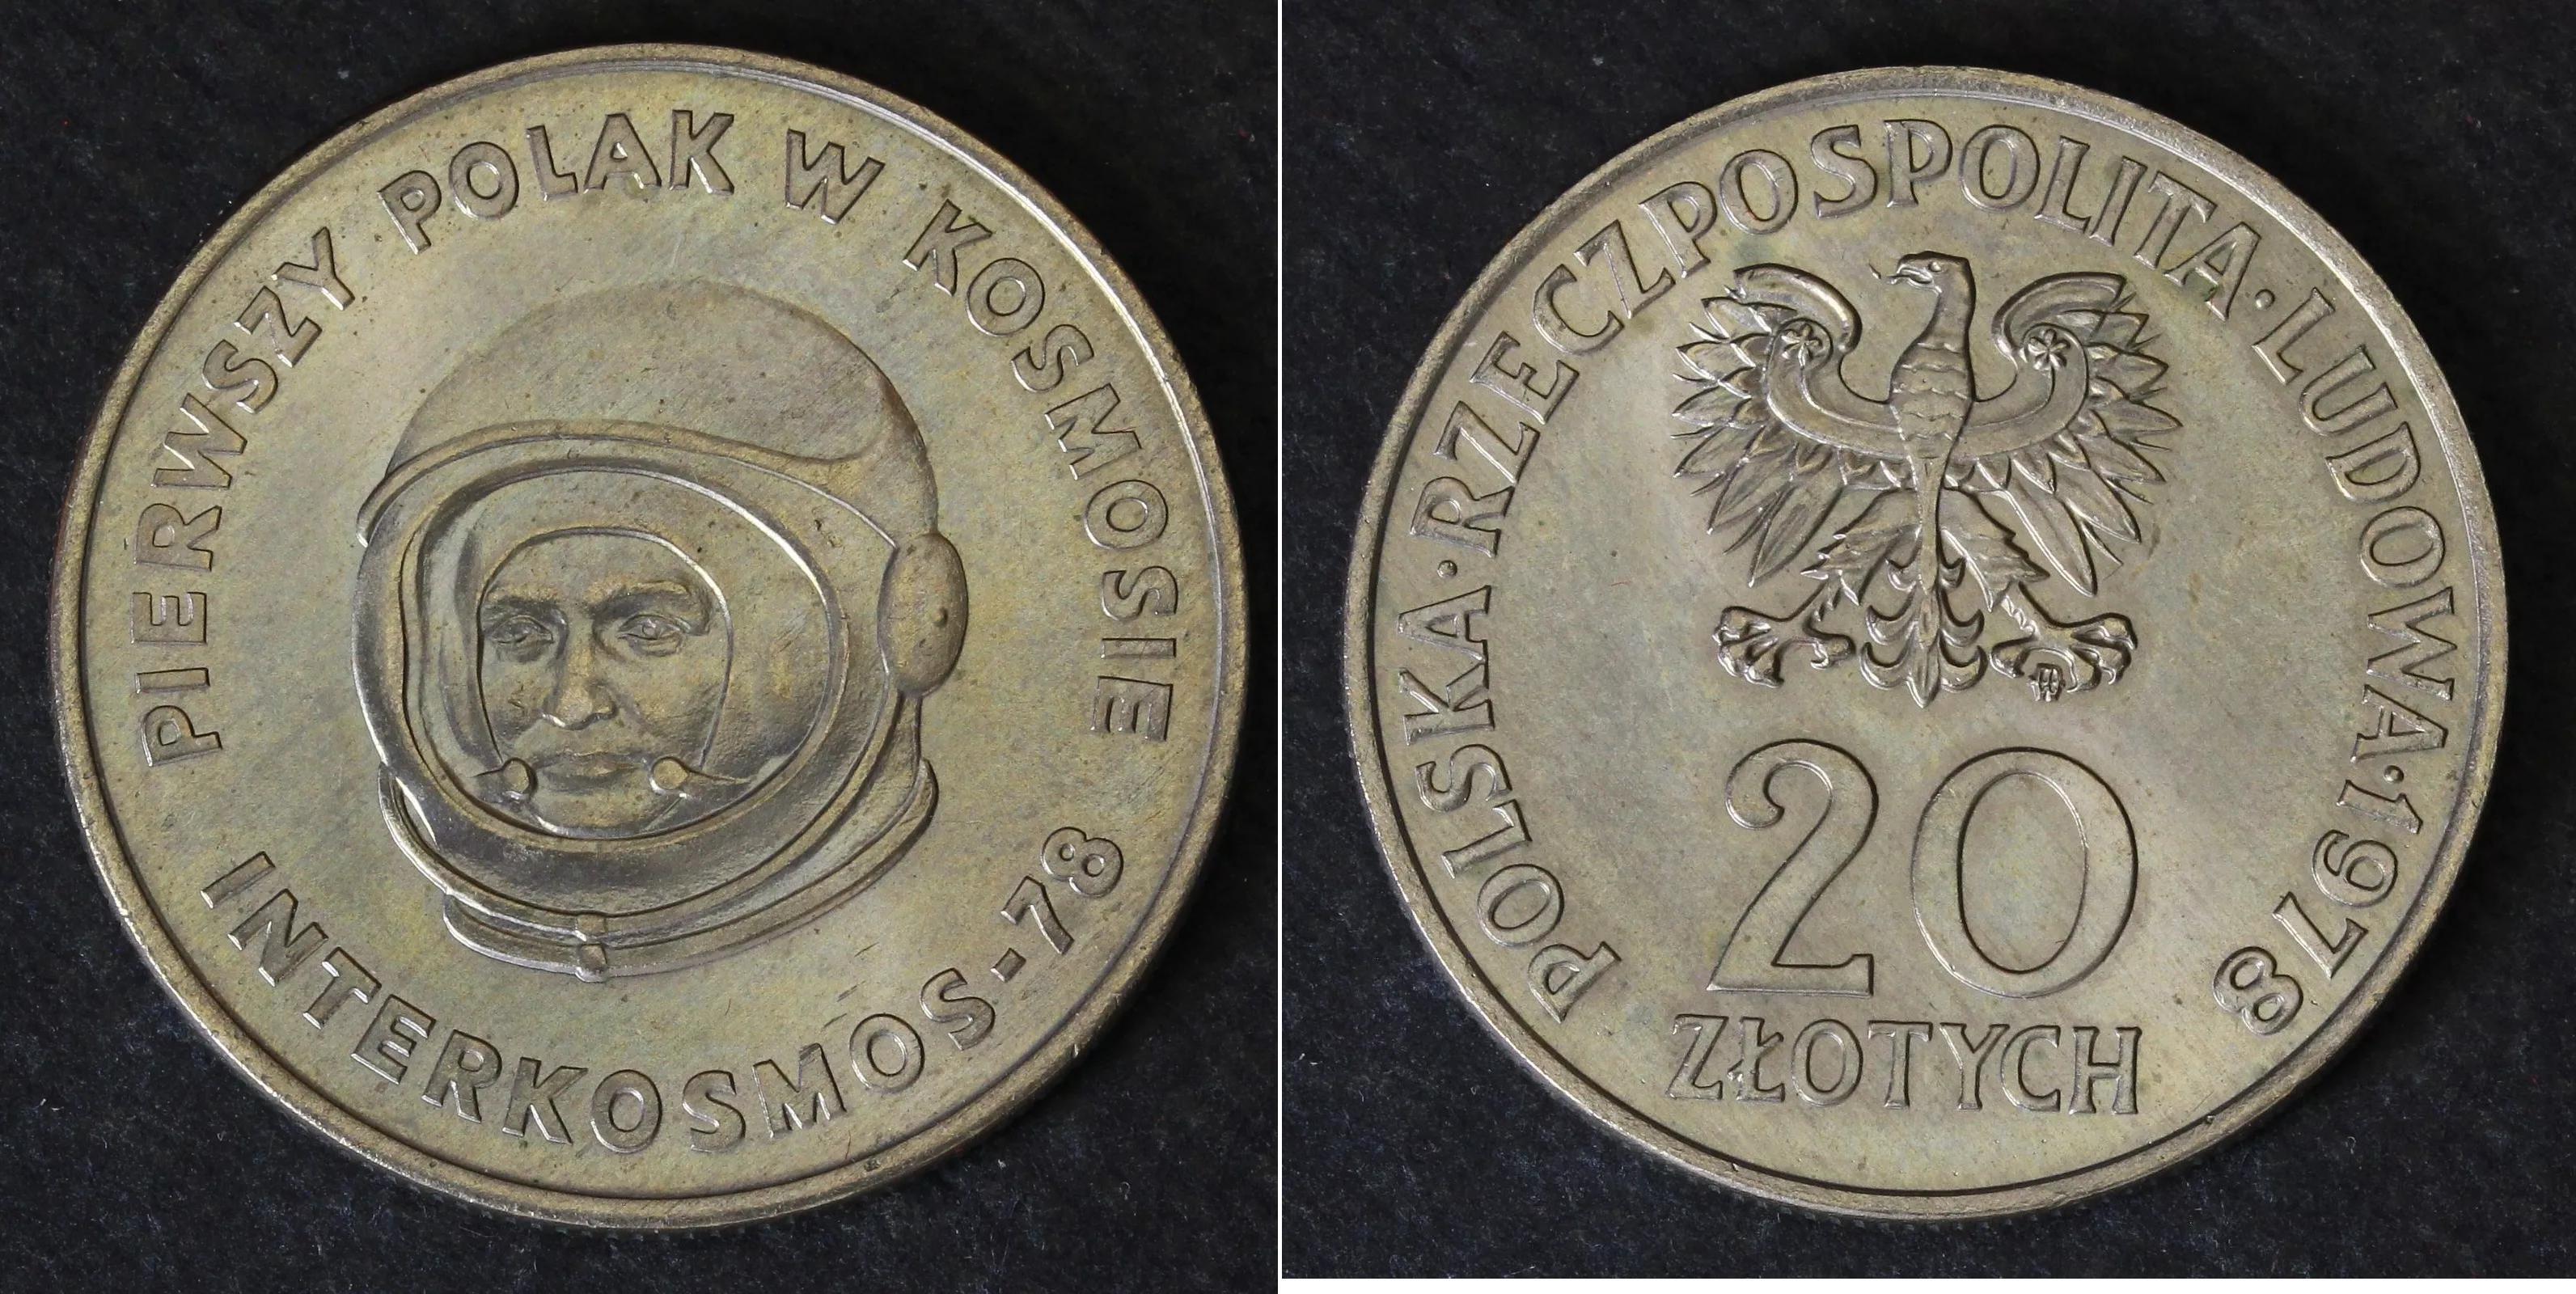 PIERWSZY POLAK W KOSMOSIE
INTERKOSMOS-78
POLSKA·RZECZPOSPOLITA·LUDOWA·1978
20
ZŁOTYCH